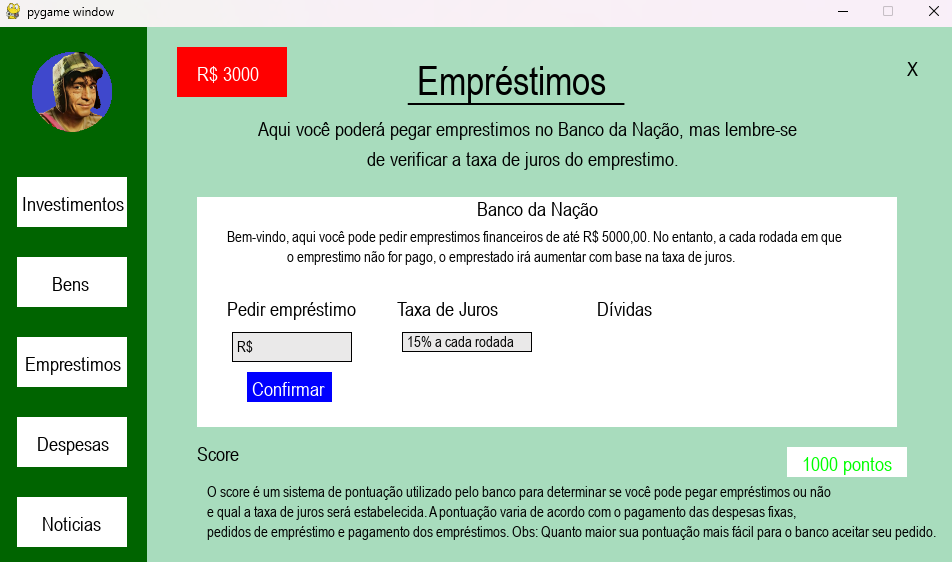 pygame window
R$ 3000
Empréstimos
X
Aqui você poderá pegar emprestimos no Banco da Nação, mas lembre-se
de verificar a taxa de juros do emprestimo.
Investimentos
Bens
Emprestimos
Despesas
Noticias
Banco da Nação
Bem-vindo, aqui você pode pedir emprestimos financeiros de até R$ 5000,00. No entanto, a cada rodada em que
o emprestimo não for pago, o emprestado irá aumentar com base na taxa de juros.
Pedir empréstimo
Taxa de Juros
Dívidas
R$
15% a cada rodada
Confirmar
Score
1000 pontos
O score é um sistema de pontuação utilizado pelo banco para determinar se você pode pegar empréstimos ou não
e qual a taxa de juros será estabelecida. A pontuação varia de acordo com o pagamento das despesas fixas,
pedidos de empréstimo e pagamento dos empréstimos. Obs: Quanto maior sua pontuação mais fácil para o banco aceitar seu pedido.